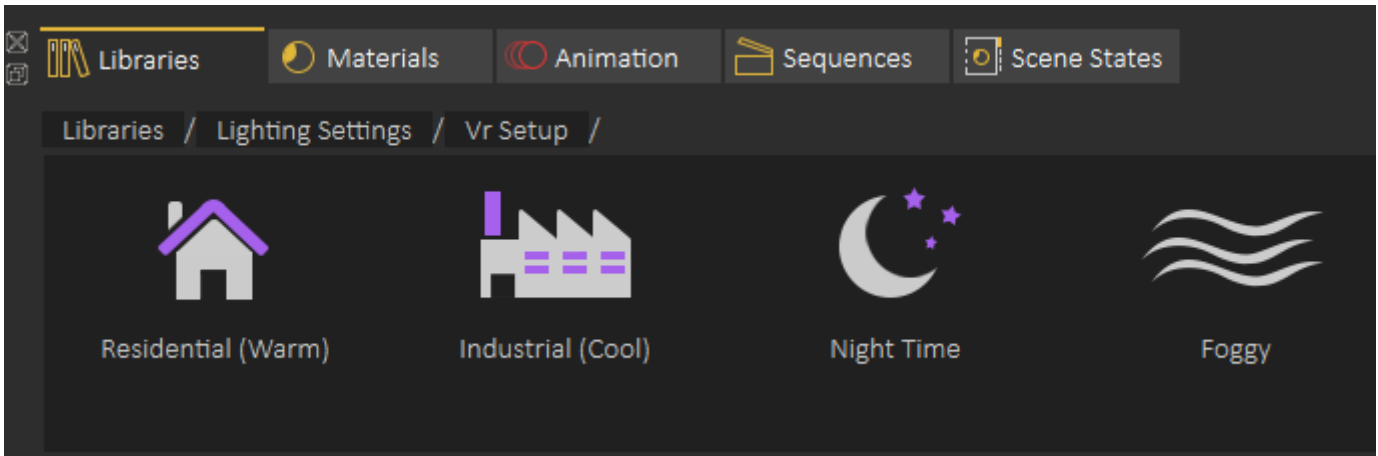 Libraries Materials Animation Sequences Scene States
Libraries / Lighting Settings / Vr Setup /
Residential (Warm) Industrial (Cool) Night Time Foggy